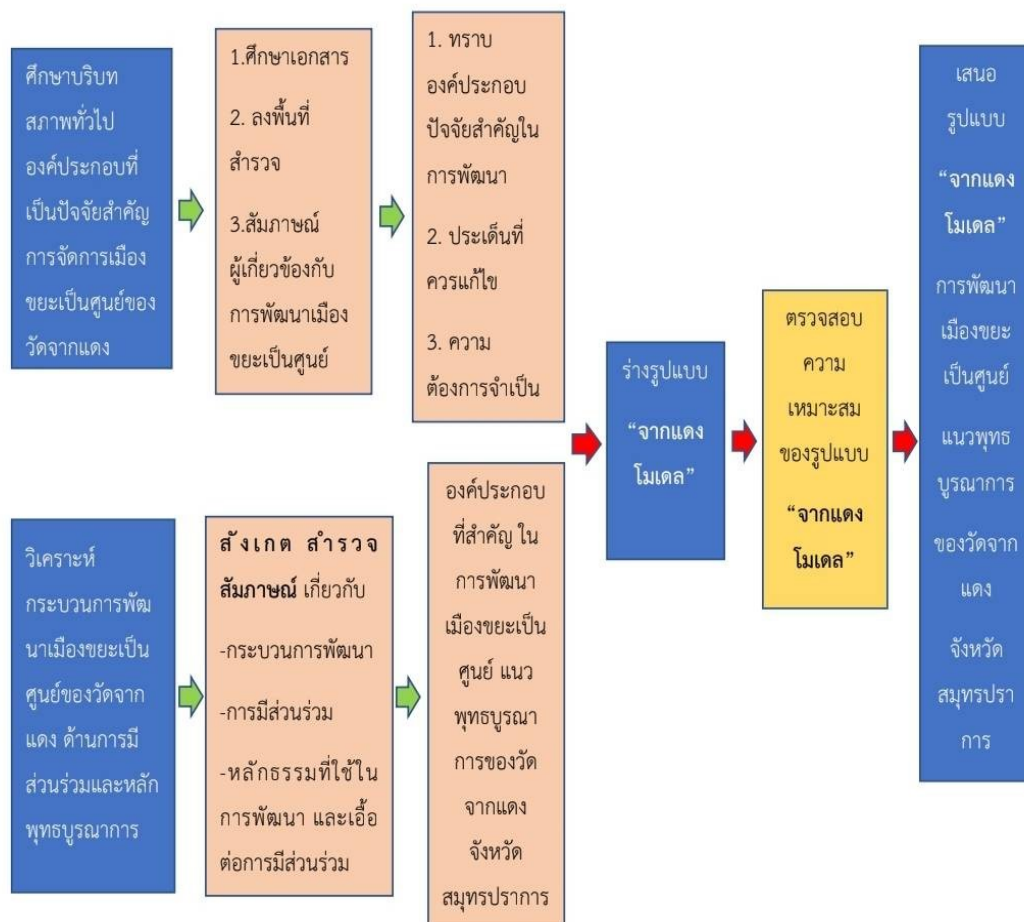 ศึกษาบริบท
สภาพทั่วไป
องค์ประกอบที่
เป็นปัจจัยสำคัญ
การจัดการเมือง
ขยะเป็นศูนย์ของ
วัดจากแดง
1.ศึกษาเอกสาร
2. ลงพื้นที่
สำรวจ
3.สัมภาษณ์
ผู้เกี่ยวข้องกับ
การพัฒนาเมือง
ขยะเป็นศูนย์
1. ทราบ
องค์ประกอบ
ปัจจัยสำคัญใน
การพัฒนา
2. ประเด็นที่
ควรแก้ไข
3. ความ
ต้องการจำเป็น
วิเคราะห์
กระบวนการพัฒ
นาเมืองขยะเป็น
ศูนย์ของวัดจาก
แดง ด้านการมี
ส่วนร่วมและหลัก
พุทธบูรณาการ
สังเกต สำรวจ
สัมภาษณ์ เกี่ยวกับ
-กระบวนการพัฒนา
-การมีส่วนร่วม
-หลักธรรมที่ใช้ใน
การพัฒนา และเอื้อ
ต่อการมีส่วนร่วม
องค์ประกอบ
ที่สำคัญ ใน
การพัฒนา
เมืองขยะเป็น
ศูนย์ แนว
พุทธบูรณา
การของวัด
จากแดง
จังหวัด
สมุทรปราการ
ร่างรูปแบบ
“จากแดง
โมเดล”
ตรวจสอบ
ความ
เหมาะสม
ของรูปแบบ
“จากแดง
โมเดล”
เสนอ
รูปแบบ
“จากแดง
โมเดล”
การพัฒนา
เมืองขยะ
เป็นศูนย์
แนวพุทธ
บูรณาการ
ของวัดจาก
แดง
จังหวัด
สมุทรปรา
การ